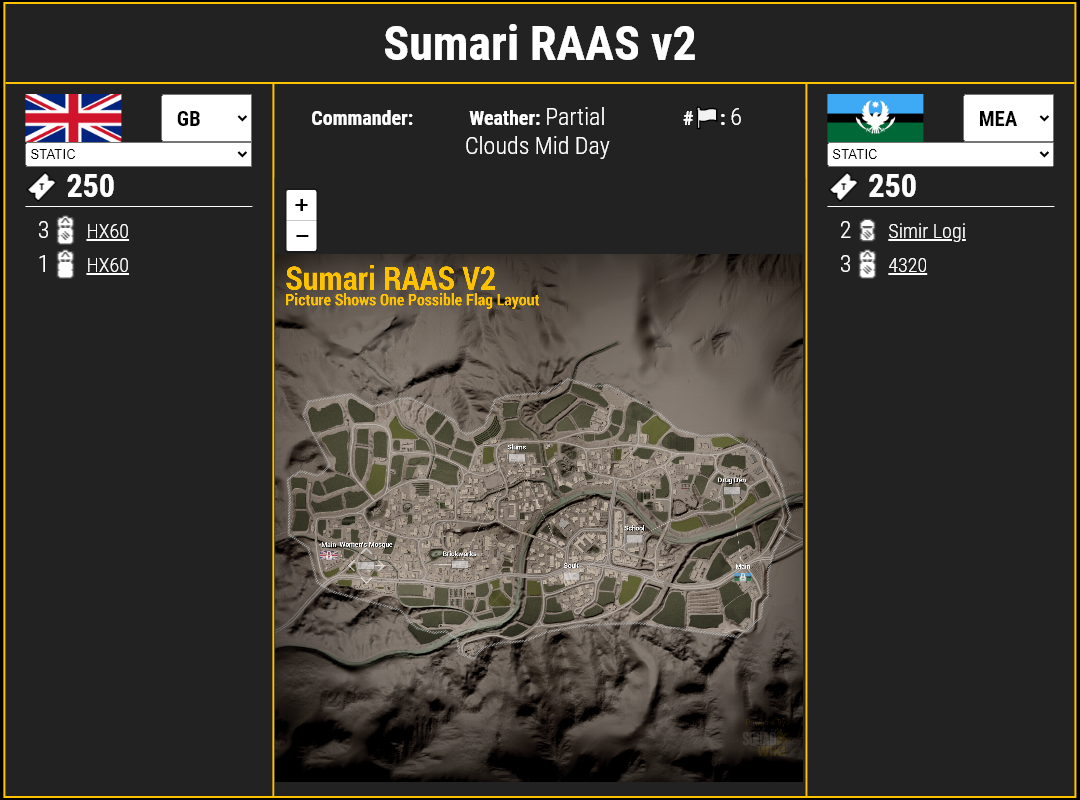 Sumari RAAS v2
GB
STATIC
250
3 HX60
1 HX60
Commander:
Weather: Partial
Clouds Mid Day
# : 6
+
−
Sumari RAAS V2
Picture Shows One Possible Flag Layout
Slums
Drug Den
School
Main
Women's Mosque
Brickworks
Souk
Main
MEA
STATIC
250
2 Simir Logi
3 4320